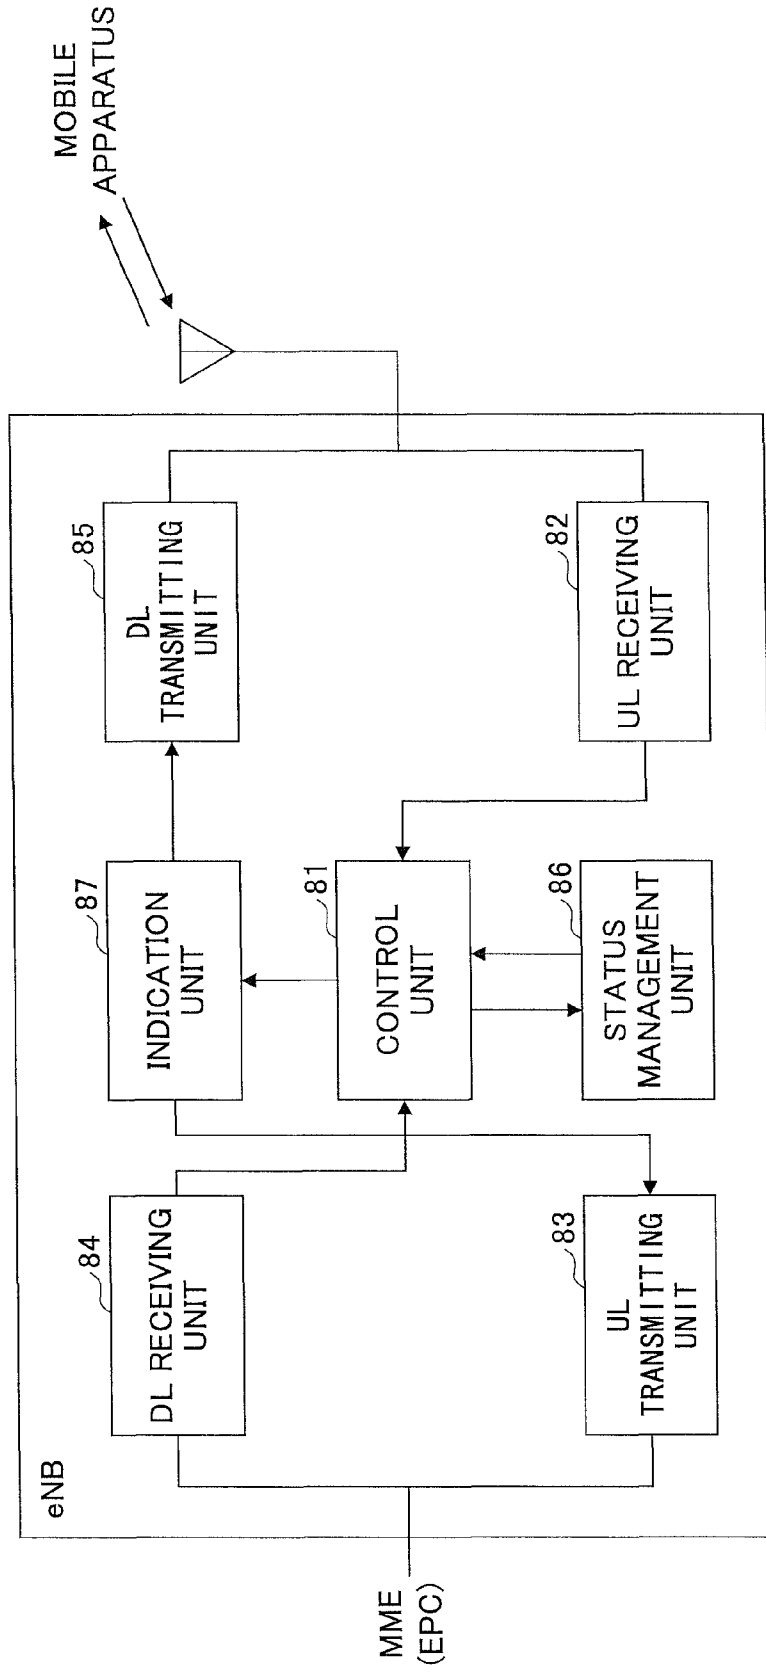 eNB
MME
(EPC)
84
DL RECEIVING
UNIT
87
INDICATION
UNIT
85
DL
TRANSMITTING
UNIT
MOBILE
APPARATUS
81
CONTROL
UNIT
83
UL
TRANSMITTING
UNIT
86
STATUS
MANAGEMENT
UNIT
82
UL RECEIVING
UNIT